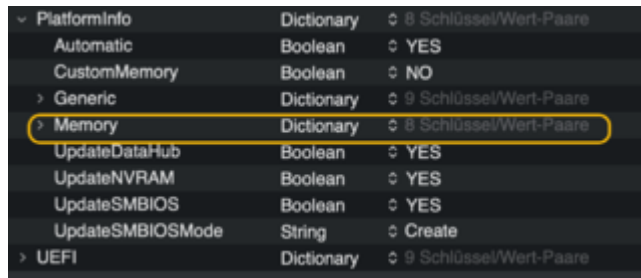 PlatformInfo Dictionary 8 Schlüssel/Wert-Paare
Automatic Boolean YES
CustomMemory Boolean NO
Generic Dictionary 9 Schlüssel/Wert-Paare
Memory Dictionary 8 Schlüssel/Wert-Paare
UpdateDataHub Boolean YES
UpdateNVRAM Boolean YES
UpdateSMBIOS Boolean YES
UpdateSMBIOSMode String Create
UEFI Dictionary 9 Schlüssel/Wert-Paare